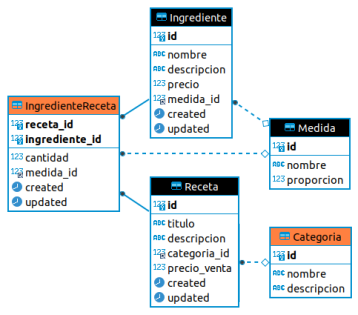 Ingrediente
123 id
ABC nombre
ABC descripcion
123 precio
123 medida_id
created
updated
IngredienteReceta
123 receta_id
123 ingrediente_id
123 cantidad
123 medida_id
created
updated
Medida
123 id
ABC nombre
123 proporcion
Receta
123 id
ABC titulo
ABC descripcion
123 categoria_id
123 precio_venta
created
updated
Categoria
123 id
ABC nombre
ABC descripcion